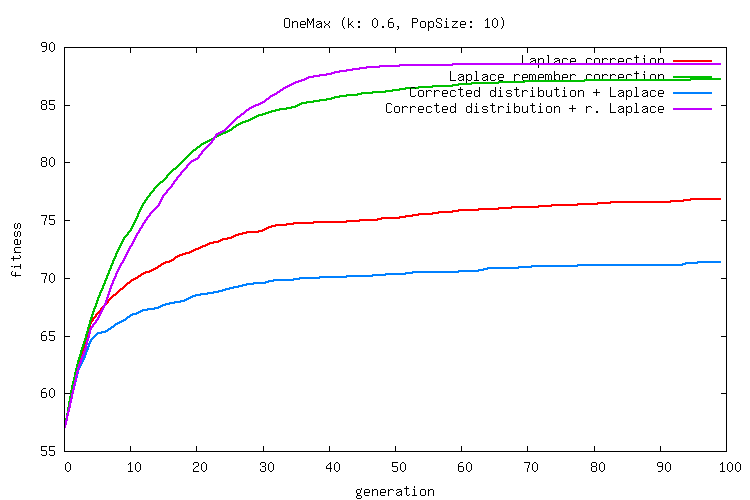 OneMax (k: 0.6, PopSize: 10)
90
Laplace correction
Laplace remember correction
Corrected distribution + Laplace
Corrected distribution + r. Laplace
85
80
75
fitness
70
65
60
55
0 10 20 30 40 50 60 70 80 90 100
generation